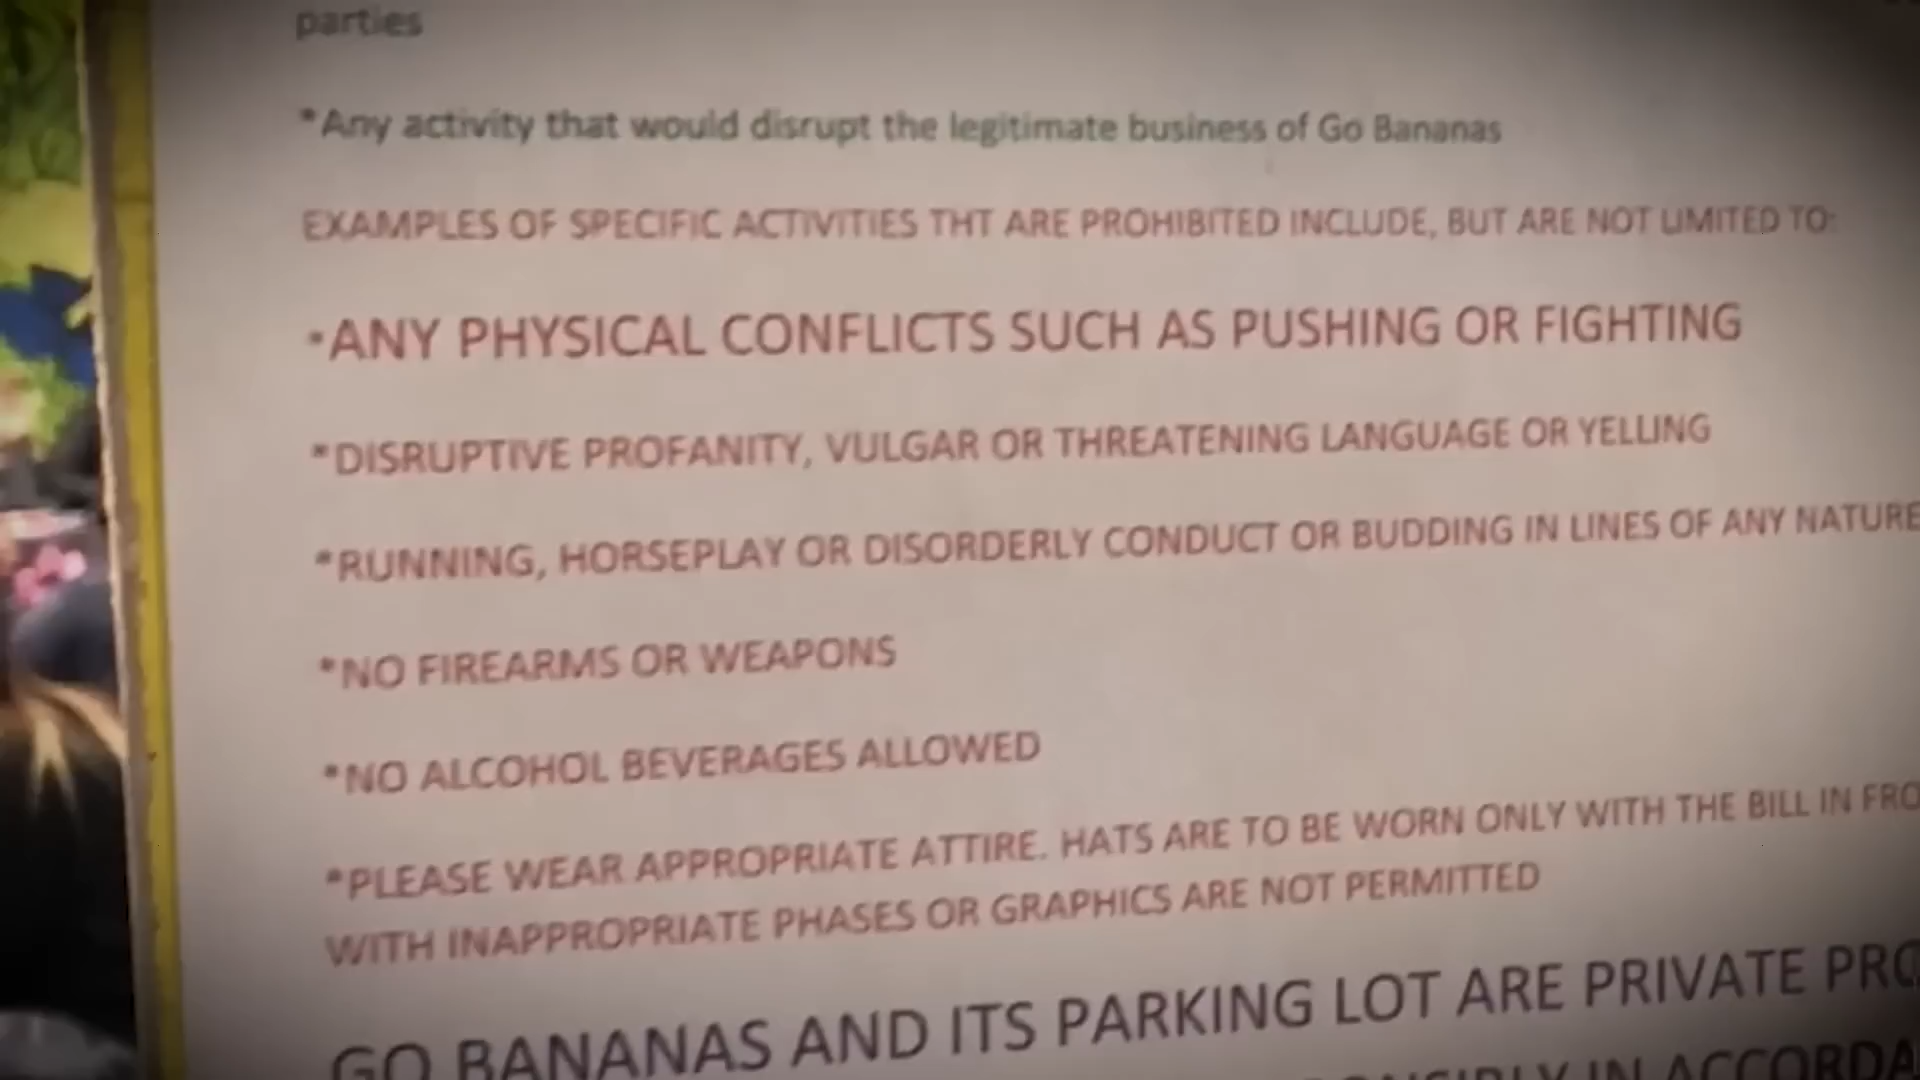 parties
*Any activity that would disrupt the legitimate business of Go Bananas
EXAMPLES OF SPECIFIC ACTIVITIES THT ARE PROHIBITED INCLUDE, BUT ARE NOT LIMITED TO:
*ANY PHYSICAL CONFLICTS SUCH AS PUSHING OR FIGHTING
*DISRUPTIVE PROFANITY, VULGAR OR THREATENING LANGUAGE OR YELLING
*RUNNING, HORSEPLAY OR DISORDERLY CONDUCT OR BUDDING IN LINES OF ANY NATURE
*NO FIREARMS OR WEAPONS
*NO ALCOHOL BEVERAGES ALLOWED
*PLEASE WEAR APPROPRIATE ATTIRE. HATS ARE TO BE WORN ONLY WITH THE BILL IN FRO
WITH INAPPROPRIATE PHASES OR GRAPHICS ARE NOT PERMITTED
GO BANANAS AND ITS PARKING LOT ARE PRIVATE PRO
IN ACCORDA